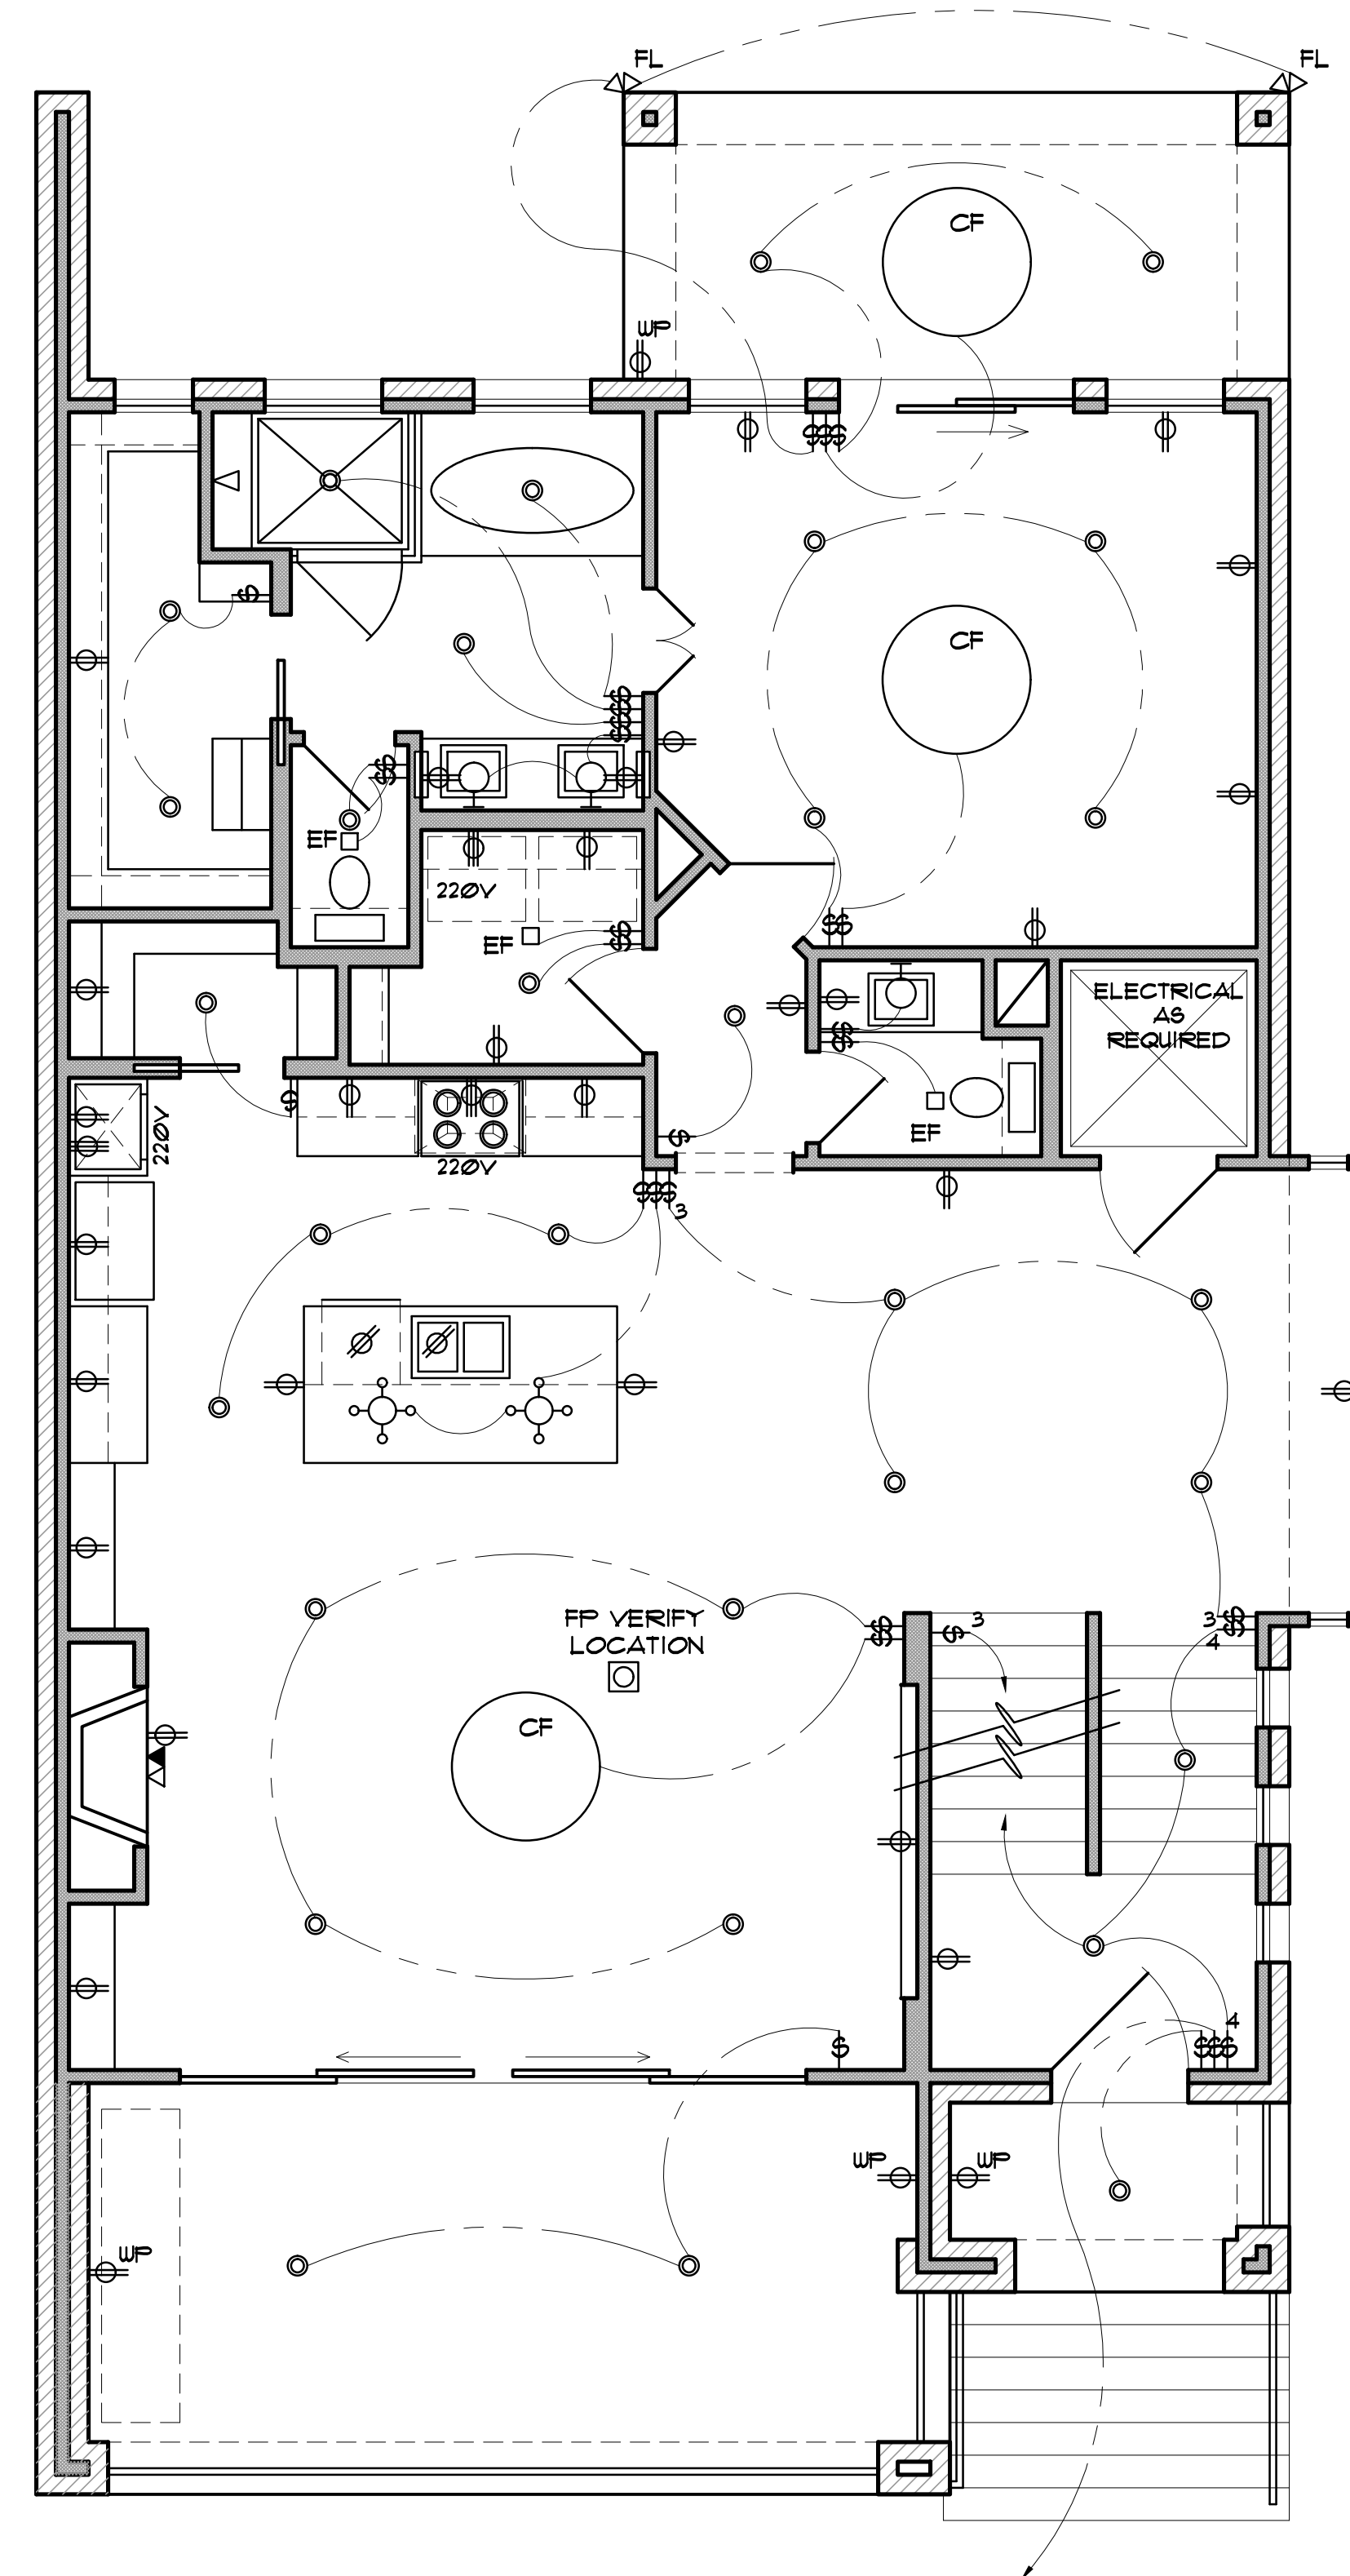 FL
FL
CF
WP
$$$
CF
$
$$$$
$$
EF
220V
$$
EF
$$
ELECTRICAL
AS
REQUIRED
$$
EF
$
220V
$
220V
$$$
3
FP VERIFY
LOCATION
$$
$
3
3
$$
4
CF
4
$
$$$
WP
WP
WP